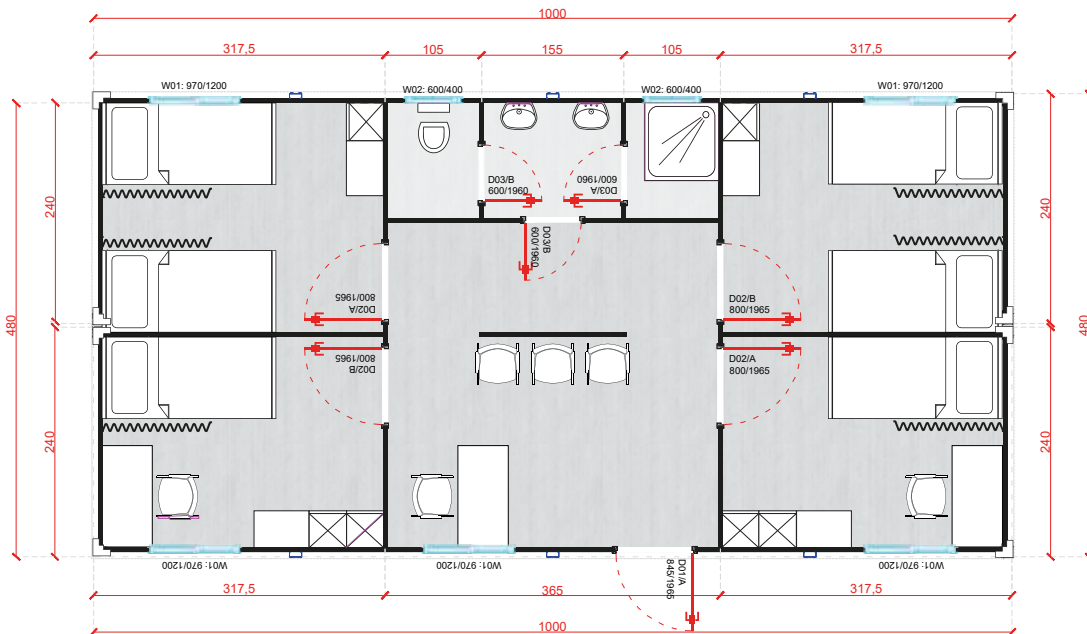 1000
317,5
105
155
105
317,5
W01: 970/1200
W02: 600/400
W02: 600/400
W01: 970/1200
D03/B
600/1960
D03/A
600/1960
240
240
D03/B
600/1960
D02/A
800/1965
D02/B
800/1965
480
480
D02/B
800/1965
D02/A
800/1965
240
240
W01: 970/1200
W01: 970/1200
W01: 970/1200
D01/A
845/1965
317,5
365
317,5
1000